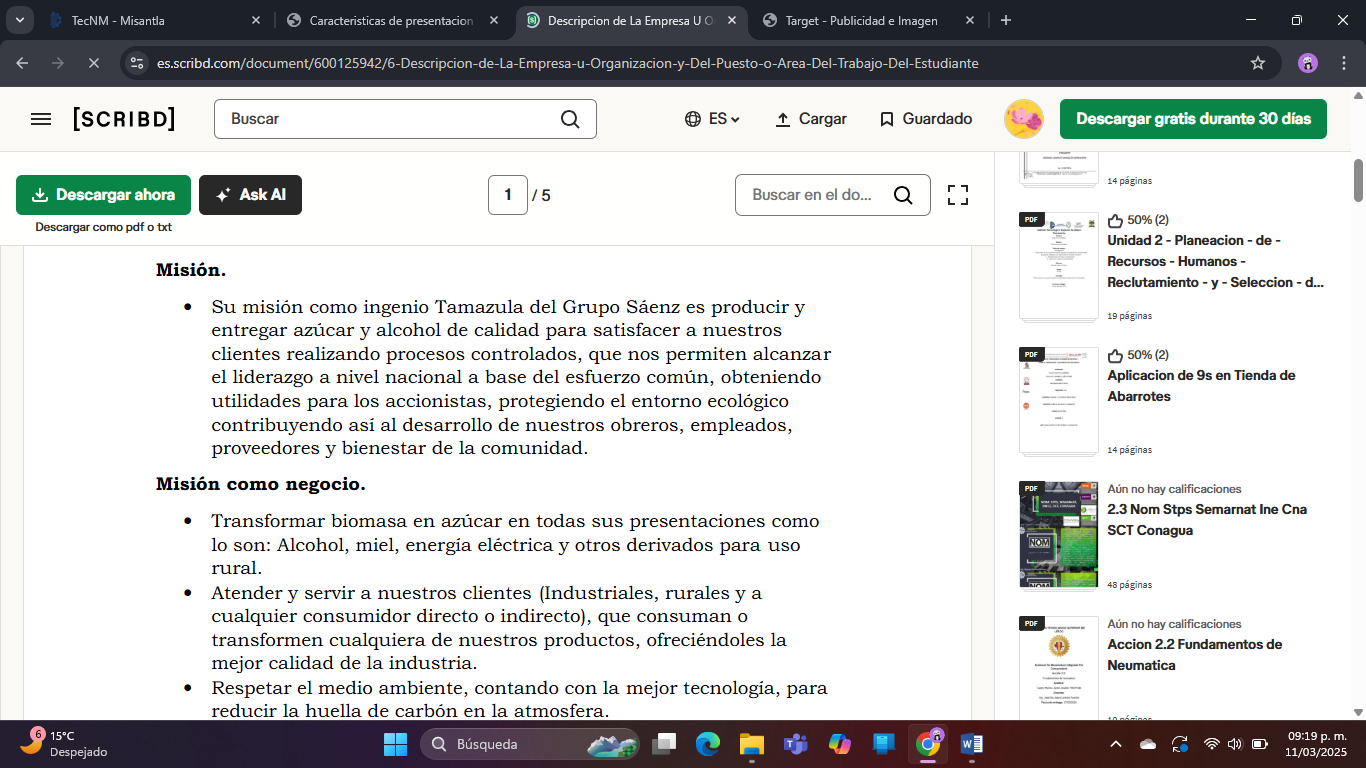 TecNM - Misantla
Caracteristicas de presentacion
Descripcion de La Empresa U O
Target - Publicidad e Imagen
es.scribd.com/document/600125942/6-Descripcion-de-La-Empresa-u-Organizacion-y-Del-Puesto-o-Area-Del-Trabajo-Del-Estudiante
[SCRIBD]
Buscar
ES
Cargar
Guardado
Descargar gratis durante 30 días
Descargar ahora
Ask AI
1 / 5
Buscar en el do...
Descargar como pdf o txt
Misión.
• Su misión como ingenio Tamazula del Grupo Sáenz es producir y
entregar azúcar y alcohol de calidad para satisfacer a nuestros
clientes realizando procesos controlados, que nos permiten alcanzar
el liderazgo a nivel nacional a base del esfuerzo común, obteniendo
utilidades para los accionistas, protegiendo el entorno ecológico
contribuyendo así al desarrollo de nuestros obreros, empleados,
proveedores y bienestar de la comunidad.
Misión como negocio.
• Transformar biomasa en azúcar en todas sus presentaciones como
lo son: Alcohol, miel, energía eléctrica y otros derivados para uso
rural.
• Atender y servir a nuestros clientes (Industriales, rurales y a
cualquier consumidor directo o indirecto), que consuman o
transformen cualquiera de nuestros productos, ofreciéndoles la
mejor calidad de la industria.
• Respetar el medio ambiente, contando con la mejor tecnología, para
reducir la huella de carbón en la atmosfera.
14 páginas
PDF
50% (2)
Unidad 2 - Planeacion - de -
Recursos - Humanos -
Reclutamiento - y - Seleccion - d...
19 páginas
PDF
50% (2)
Aplicacion de 9s en Tienda de
Abarrotes
14 páginas
PDF
NOM
Aún no hay calificaciones
2.3 Nom Stps Semarnat Ine Cna
SCT Conagua
48 páginas
PDF
Aún no hay calificaciones
Accion 2.2 Fundamentos de
Neumatica
6
15°C
Despejado
Búsqueda
09:19 p. m.
11/03/2025